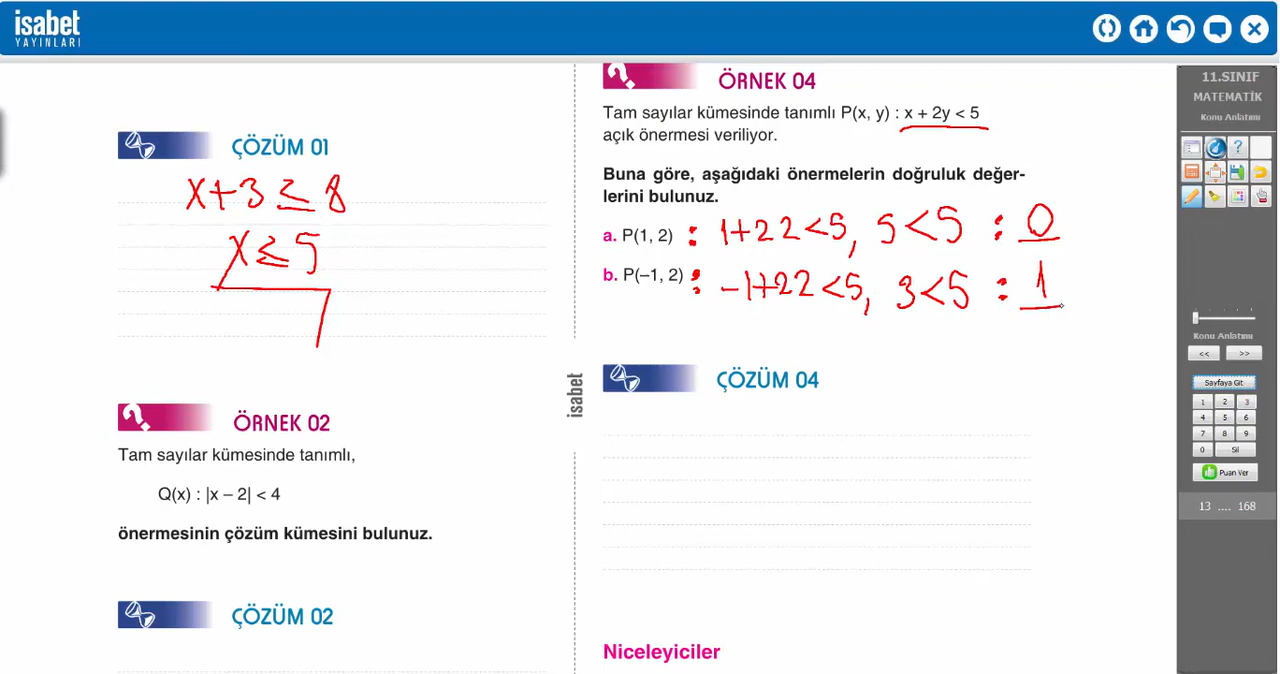 isabet
YAYINLARI
ÇÖZÜM 01
x+3 ≤ 8
x ≤ 5
ÖRNEK 02
Tam sayılar kümesinde tanımlı,
Q(x) : |x – 2| < 4
önermesinin çözüm kümesini bulunuz.
ÇÖZÜM 02
isabet
ÖRNEK 04
Tam sayılar kümesinde tanımlı P(x, y) : x + 2y < 5
açık önermesi veriliyor.
Buna göre, aşağıdaki önermelerin doğruluk değer-
lerini bulunuz.
a. P(1, 2) : 1+22<5, 5<5 : 0
b. P(–1, 2) : -1+22<5, 3<5 : 1
ÇÖZÜM 04
Niceleyiciler
11.SINIF
MATEMATİK
Konu Anlatımı
Konu Anlatımı
<< >>
Sayfaya Git
1 2 3
4 5 6
7 8 9
0 Sil
Puan Ver
13 .... 168